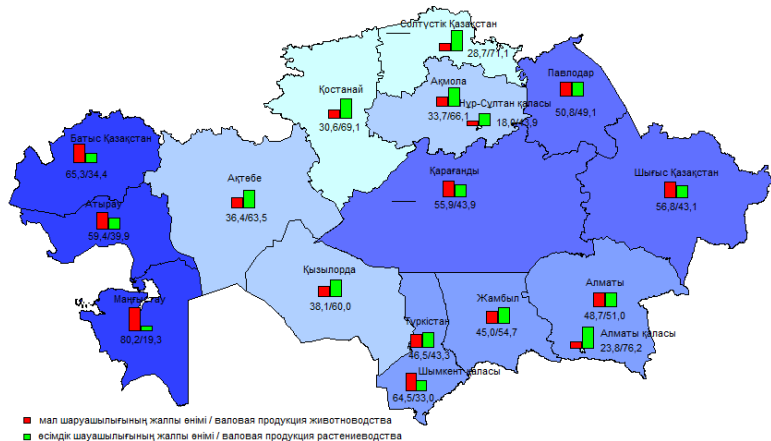 Солтүстік Қазақстан
28,7/71,1
Қостанай
30,6/69,1
Ақмола
33,7/66,1
Нұр-Сұлтан қаласы
Павлодар
50,8/49,1
Батыс Қазақстан
65,3/34,4
Ақтөбе
36,4/63,5
Қарағанды
55,9/43,9
Шығыс Қазақстан
56,8/43,1
Атырау
59,4/39,9
Маңғыстау
80,2/19,3
Қызылорда
38,1/60,0
Түркістан
46,5/43,3
Жамбыл
45,0/54,7
Алматы
48,7/51,0
Алматы қаласы
23,8/76,2
Шымкент қаласы
64,5/33,0
мал шаруашылығының жалпы өнімі / валовая продукция животноводства
өсімдік шауашылығының жалпы өнімі / валовая продукция растениеводства